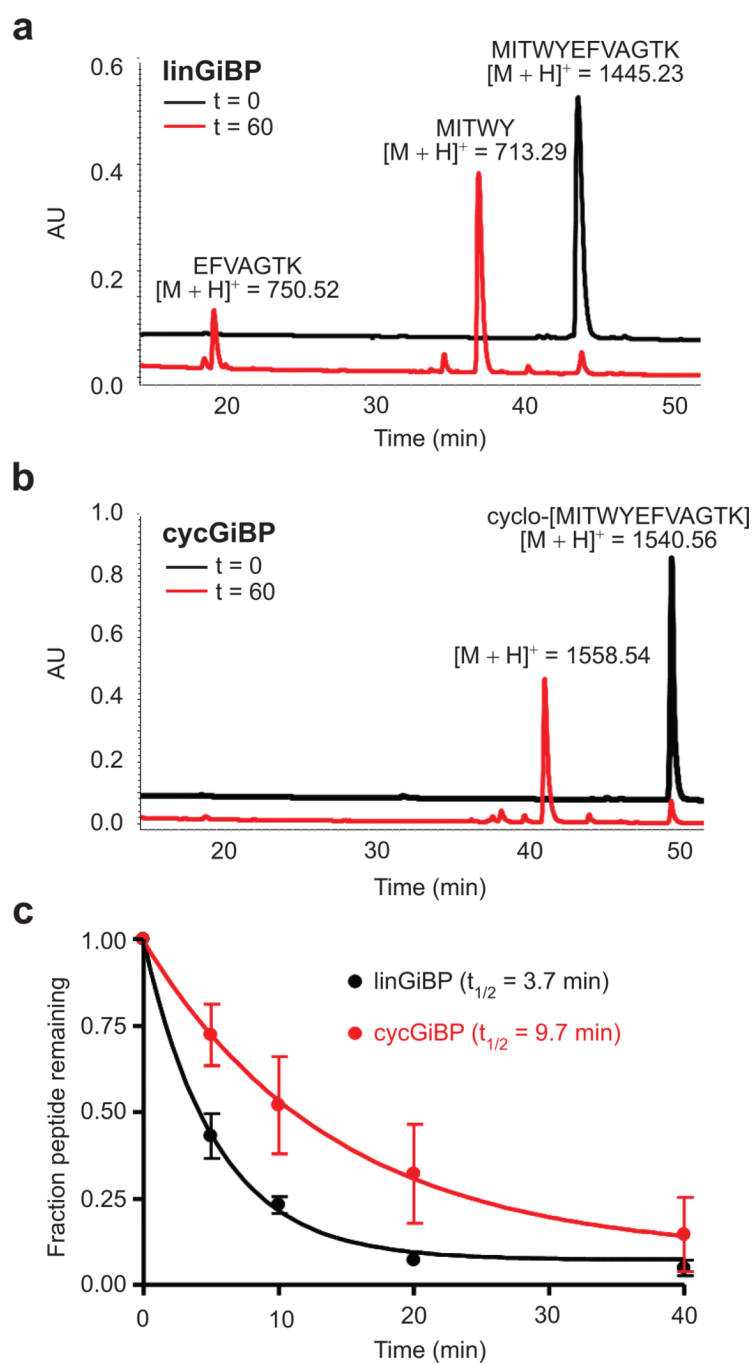 a
MITWYEFVAGTK
[M + H]⁺ = 1445.23
0.6
linGiBP
t = 0
t = 60
MITWY
[M + H]⁺ = 713.29
0.4
AU
0.2
EFVAGTK
[M + H]⁺ = 750.52
0.0
20 30 40 50
Time (min)
b
1.0
cycGiBP
t = 0
t = 60
cyclo-[MITWYEFVAGTK]
[M + H]⁺ = 1540.56
0.8
0.6
[M + H]⁺ = 1558.54
AU
0.4
0.2
0.0
20 30 40 50
Time (min)
c
1.00
linGiBP (t1/2 = 3.7 min)
cycGiBP (t1/2 = 9.7 min)
0.75
Fraction peptide remaining
0.50
0.25
0.00
0 10 20 30 40
Time (min)